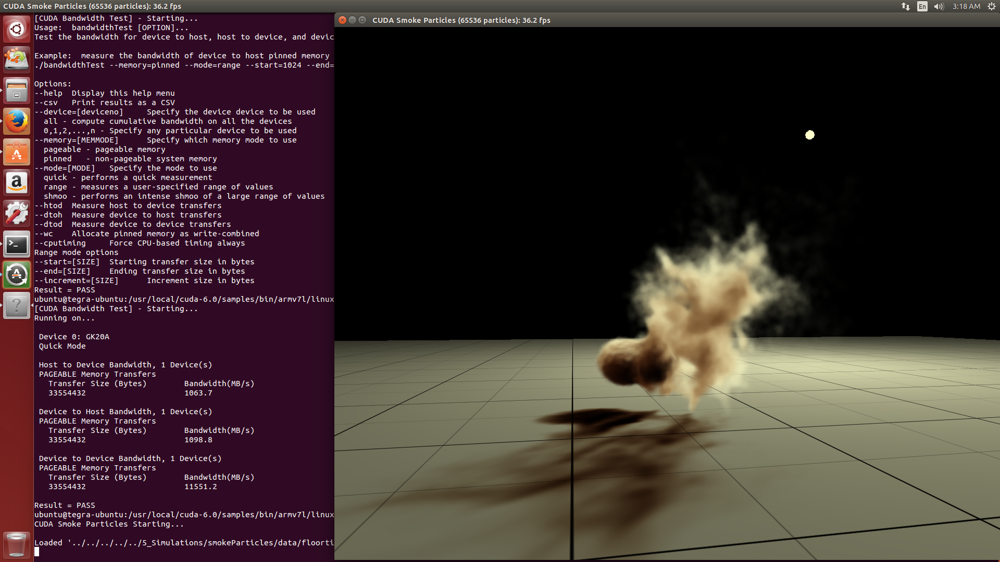 CUDA Smoke Particles (65536 particles): 36.2 fps
En
3:18 AM
[CUDA Bandwidth Test] - Starting...
Usage:  bandwidthTest [OPTION]...
Test the bandwidth for device to host, host to device, and devic

Example:  measure the bandwidth of device to host pinned memory
./bandwidthTest --memory=pinned --mode=range --start=1024 --end=

Options:
--help  Display this help menu
--csv   Print results as a CSV
--device=[deviceno]     Specify the device device to be used
  all - compute cumulative bandwidth on all the devices
  0,1,2,...,n - Specify any particular device to be used
--memory=[MEMMODE]      Specify which memory mode to use
  pageable - pageable memory
  pinned   - non-pageable system memory
--mode=[MODE]   Specify the mode to use
  quick - performs a quick measurement
  range - measures a user-specified range of values
  shmoo - performs an intense shmoo of a large range of values
--htod  Measure host to device transfers
--dtoh  Measure device to host transfers
--dtod  Measure device to device transfers
--wc    Allocate pinned memory as write-combined
--cputiming     Force CPU-based timing always
Range mode options
--start=[SIZE]  Starting transfer size in bytes
--end=[SIZE]    Ending transfer size in bytes
--increment=[SIZE]      Increment size in bytes
Result = PASS
ubuntu@tegra-ubuntu:/usr/local/cuda-6.0/samples/bin/armv7l/linux
[CUDA Bandwidth Test] - Starting...
Running on...

 Device 0: GK20A
 Quick Mode

 Host to Device Bandwidth, 1 Device(s)
 PAGEABLE Memory Transfers
   Transfer Size (Bytes)        Bandwidth(MB/s)
   33554432                     1063.7

 Device to Host Bandwidth, 1 Device(s)
 PAGEABLE Memory Transfers
   Transfer Size (Bytes)        Bandwidth(MB/s)
   33554432                     1098.8

 Device to Device Bandwidth, 1 Device(s)
 PAGEABLE Memory Transfers
   Transfer Size (Bytes)        Bandwidth(MB/s)
   33554432                     11551.2

Result = PASS
ubuntu@tegra-ubuntu:/usr/local/cuda-6.0/samples/bin/armv7l/linux
CUDA Smoke Particles Starting...

Loaded '../../../../../5_Simulations/smokeParticles/data/floorti
CUDA Smoke Particles (65536 particles): 36.2 fps